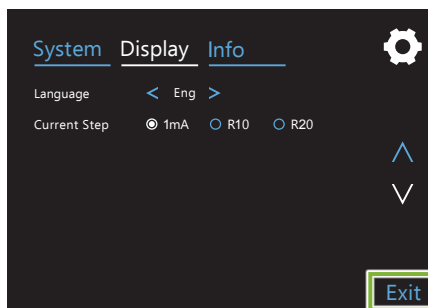 System Display Info
Language < Eng >
Current Step 1mA R10 R20
Exit